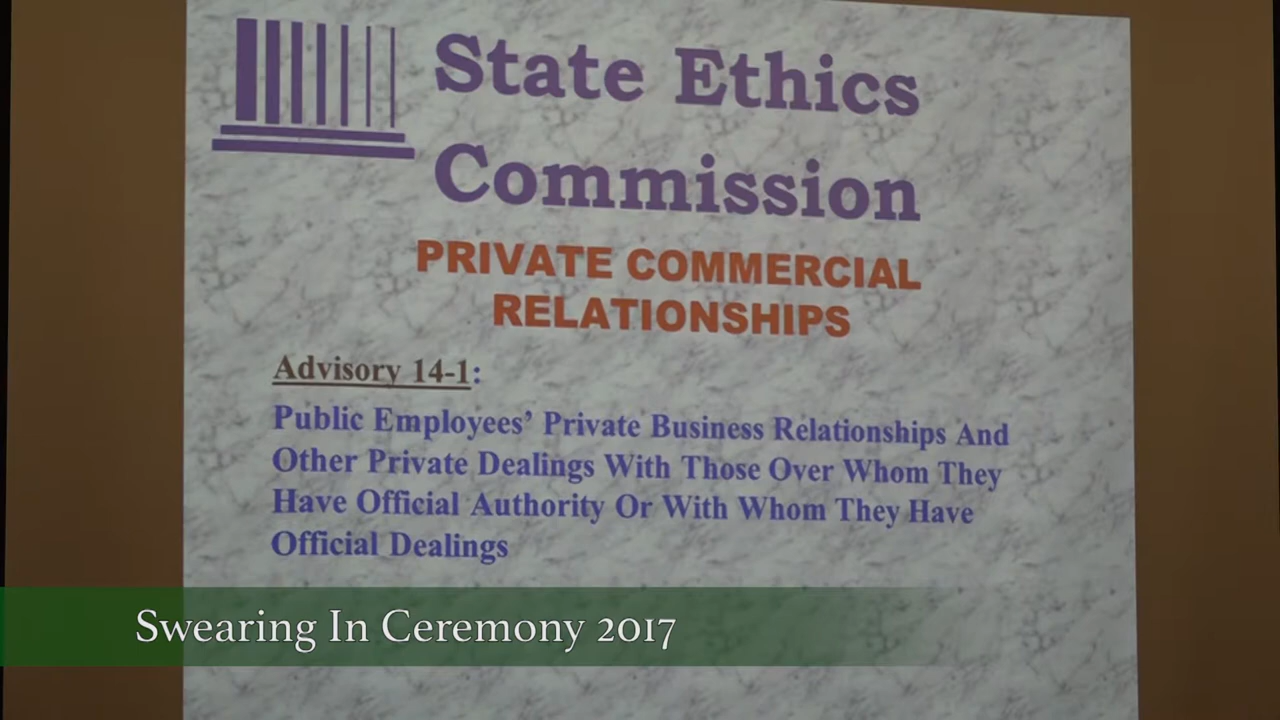 State Ethics
Commission
PRIVATE COMMERCIAL
RELATIONSHIPS
Advisory 14-1:
Public Employees’ Private Business Relationships And
Other Private Dealings With Those Over Whom They
Have Official Authority Or With Whom They Have
Official Dealings
Swearing In Ceremony 2017